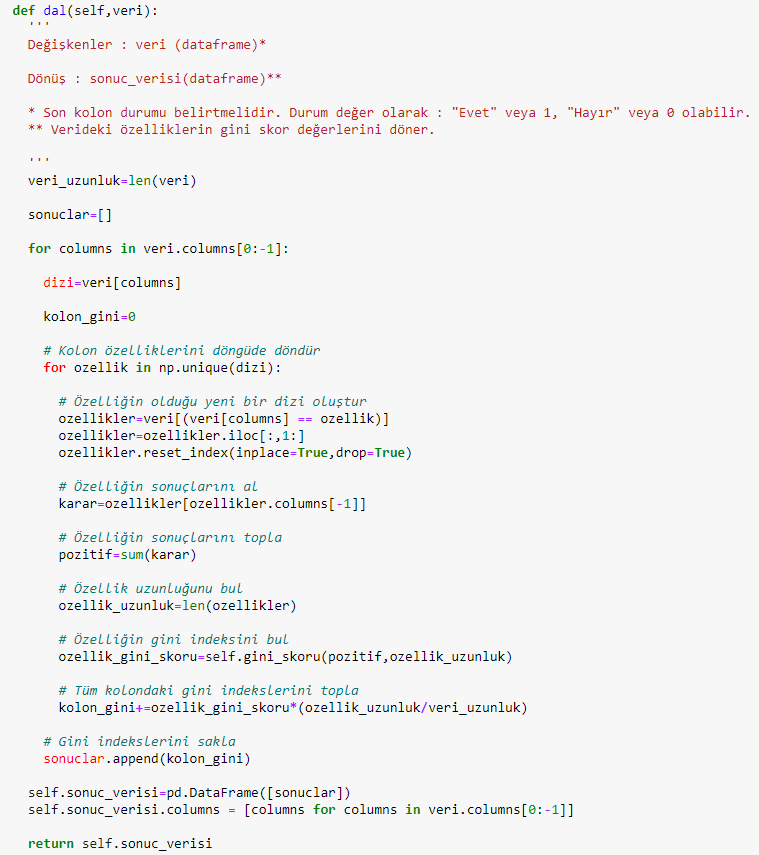 def dal(self,veri):
'''
Değişkenler : veri (dataframe)*
Dönüş : sonuc_verisi(dataframe)**
* Son kolon durumu belirtmelidir. Durum değer olarak : "Evet" veya 1, "Hayır" veya 0 olabilir.
** Verideki özelliklerin gini skor değerlerini döner.
'''
veri_uzunluk=len(veri)
sonuclar=[]
for columns in veri.columns[0:-1]:
dizi=veri[columns]
kolon_gini=0
# Kolon özelliklerini döngüde döndür
for ozellik in np.unique(dizi):
# Özelliğin olduğu yeni bir dizi oluştur
ozellikler=veri[(veri[columns] == ozellik)]
ozellikler=ozellikler.iloc[:,1:]
ozellikler.reset_index(inplace=True,drop=True)
# Özelliğin sonuçlarını al
karar=ozellikler[ozellikler.columns[-1]]
# Özelliğin sonuçlarını topla
pozitif=sum(karar)
# Özellik uzunluğunu bul
ozellik_uzunluk=len(ozellikler)
# Özelliğin gini indeksini bul
ozellik_gini_skoru=self.gini_skoru(pozitif,ozellik_uzunluk)
# Tüm kolondaki gini indekslerini topla
kolon_gini+=ozellik_gini_skoru*(ozellik_uzunluk/veri_uzunluk)
# Gini indekslerini sakla
sonuclar.append(kolon_gini)
self.sonuc_verisi=pd.DataFrame([sonuclar])
self.sonuc_verisi.columns = [columns for columns in veri.columns[0:-1]]
return self.sonuc_verisi